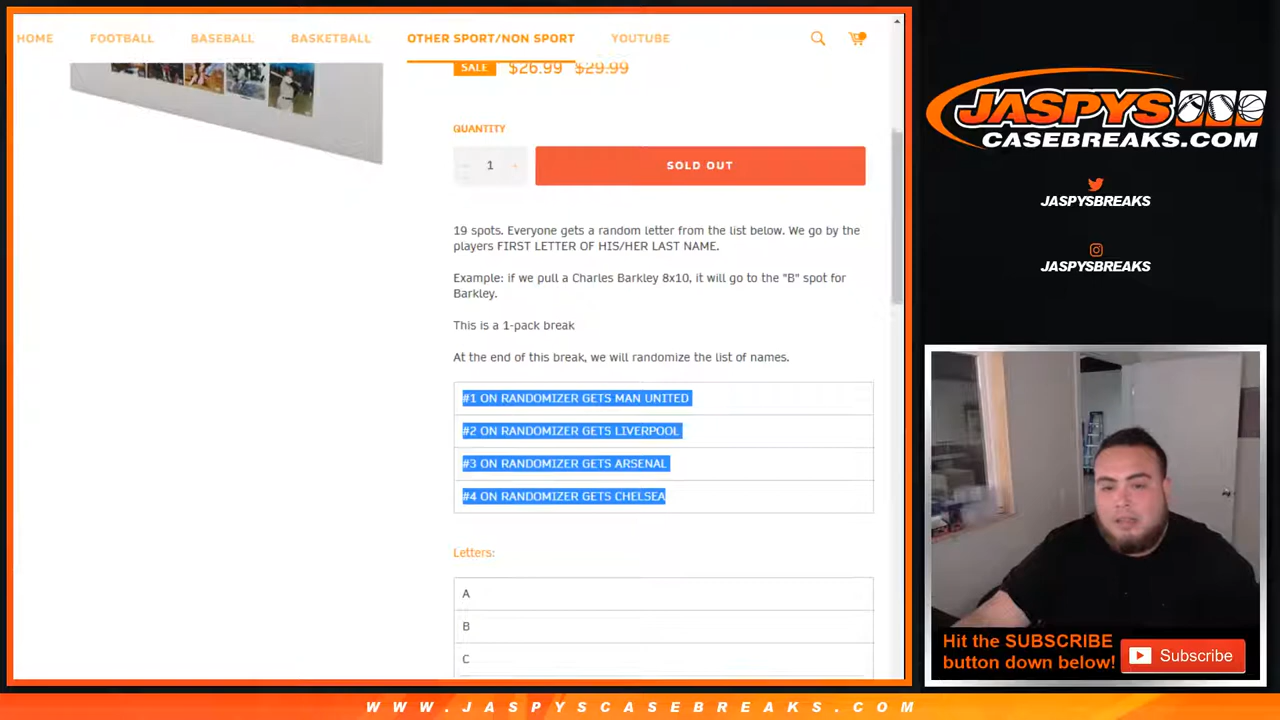 HOME FOOTBALL BASEBALL BASKETBALL OTHER SPORT/NON SPORT YOUTUBE
SALE $26.99 $29.99
QUANTITY
1
SOLD OUT
19 spots. Everyone gets a random letter from the list below. We go by the
players FIRST LETTER OF HIS/HER LAST NAME.
Example: if we pull a Charles Barkley 8x10, it will go to the "B" spot for
Barkley.
This is a 1-pack break
At the end of this break, we will randomize the list of names.
#1 ON RANDOMIZER GETS MAN UNITED
#2 ON RANDOMIZER GETS LIVERPOOL
#3 ON RANDOMIZER GETS ARSENAL
#4 ON RANDOMIZER GETS CHELSEA
Letters:
A
B
C
JASPYS
CASEBREAKS.COM
JASPYSBREAKS
JASPYSBREAKS
Hit the SUBSCRIBE
button down below!
Subscribe
WWW.JASPYSCASEBREAKS.COM